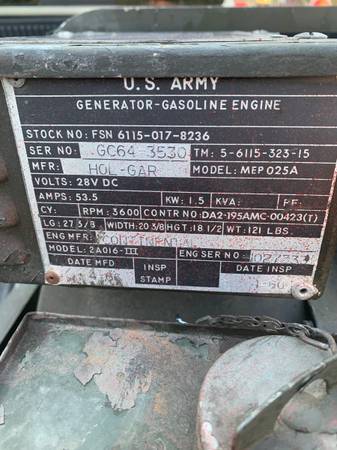 U.S. ARMY
GENERATOR-GASOLINE ENGINE
STOCK NO: FSN 6115-017-8236
SER NO: GC64 3530 TM: 5-6115-323-15
MFR: HOL-GAR MODEL: MEP 025A
VOLTS: 28V DC
AMPS: 53.5 KW: 1.5 KVA: PF:
CY: RPM: 3600 CONTR NO: DA2-195AMC-00423(T)
LG: 27 3/8 WIDTH: 20 3/8 HGT: 18 1/2 WT: 121 LBS.
ENG MFR: CONTINENTAL
MODEL: 2A016-III ENG SER NO:
DATE MFD INSP DATE INSP
STAMP